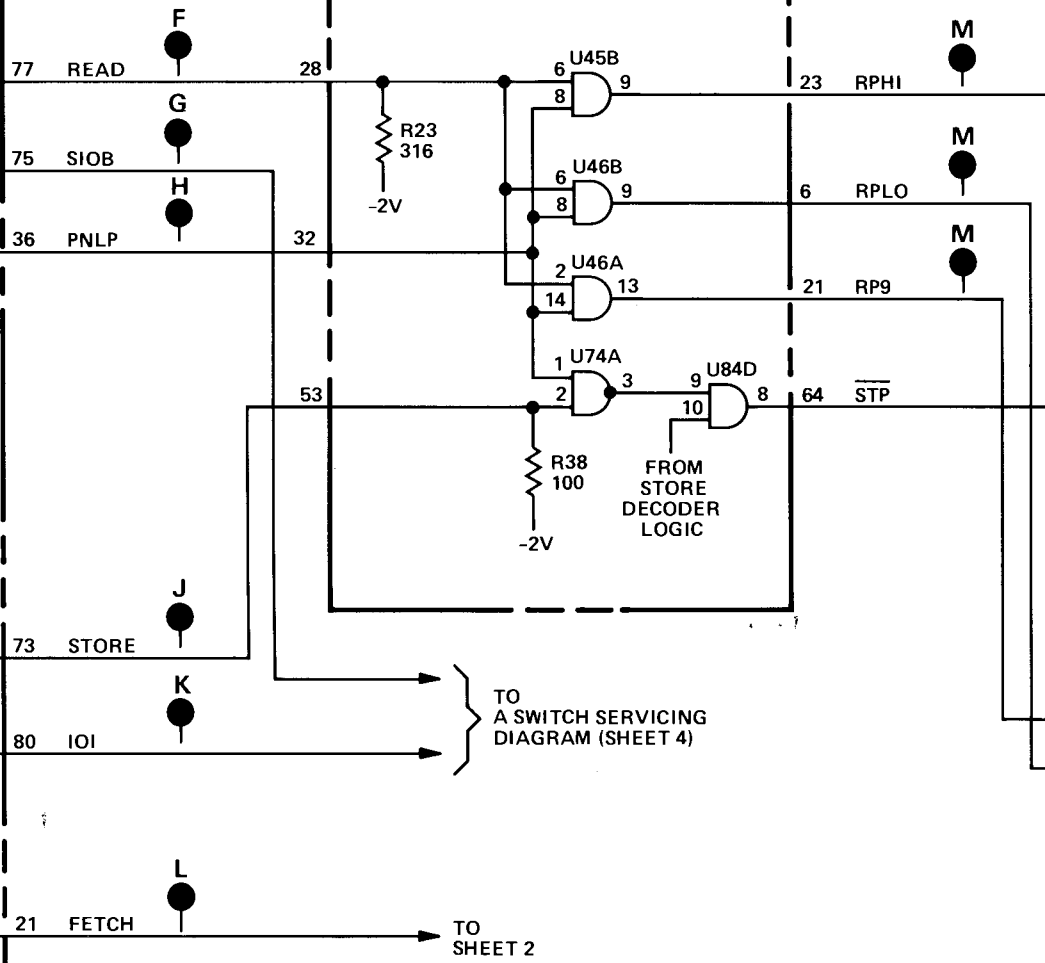 F
M
U45B
77 READ 28 6 9 23 RPHI
8
G
R23
316
M
75 SIOB
U46B
H
6 9 6 RPLO
-2V
8
M
36 PNLP 32
U46A
2 13 21 RP9
14
U74A
1
U84D
3 9 8 64 STP
53 2
10
R38
100
FROM
STORE
DECODER
LOGIC
-2V
J
73 STORE
K
TO
A SWITCH SERVICING
DIAGRAM (SHEET 4)
80 IOI
L
21 FETCH
TO
SHEET 2